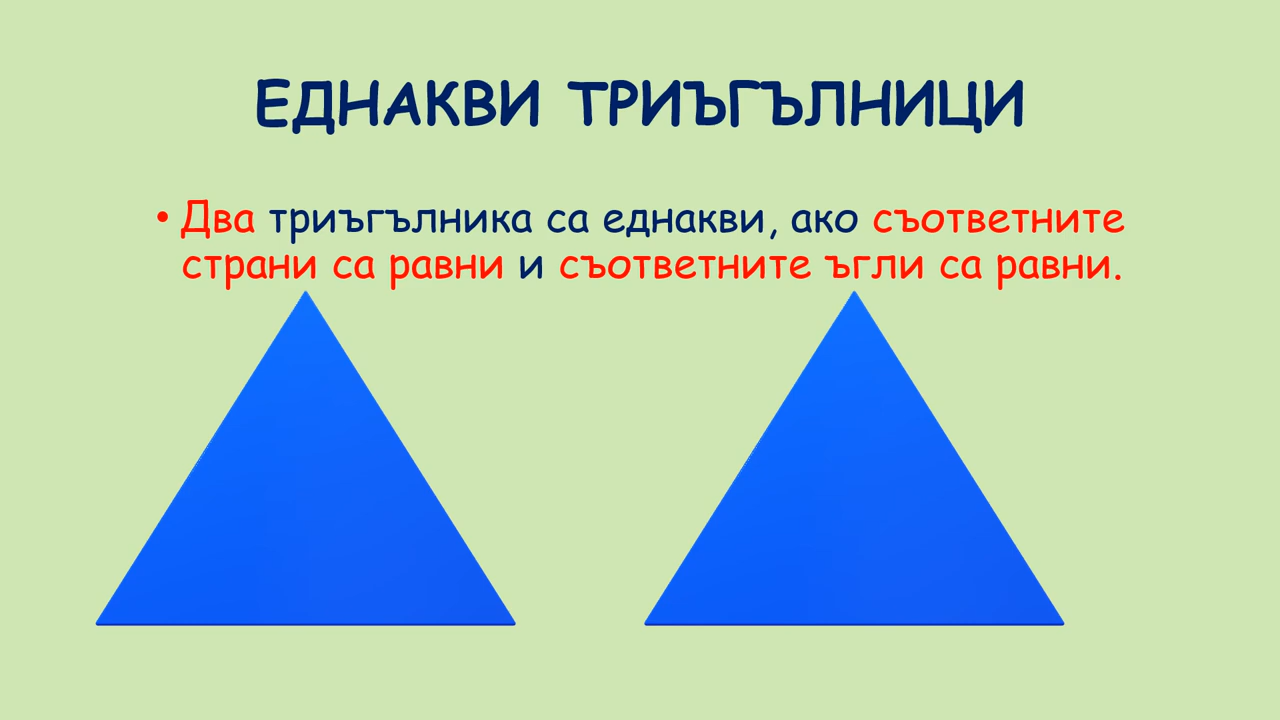 ЕДНАКВИ ТРИЪГЪЛНИЦИ
• Два триъгълника са еднакви, ако съответните
страни са равни и съответните ъгли са равни.